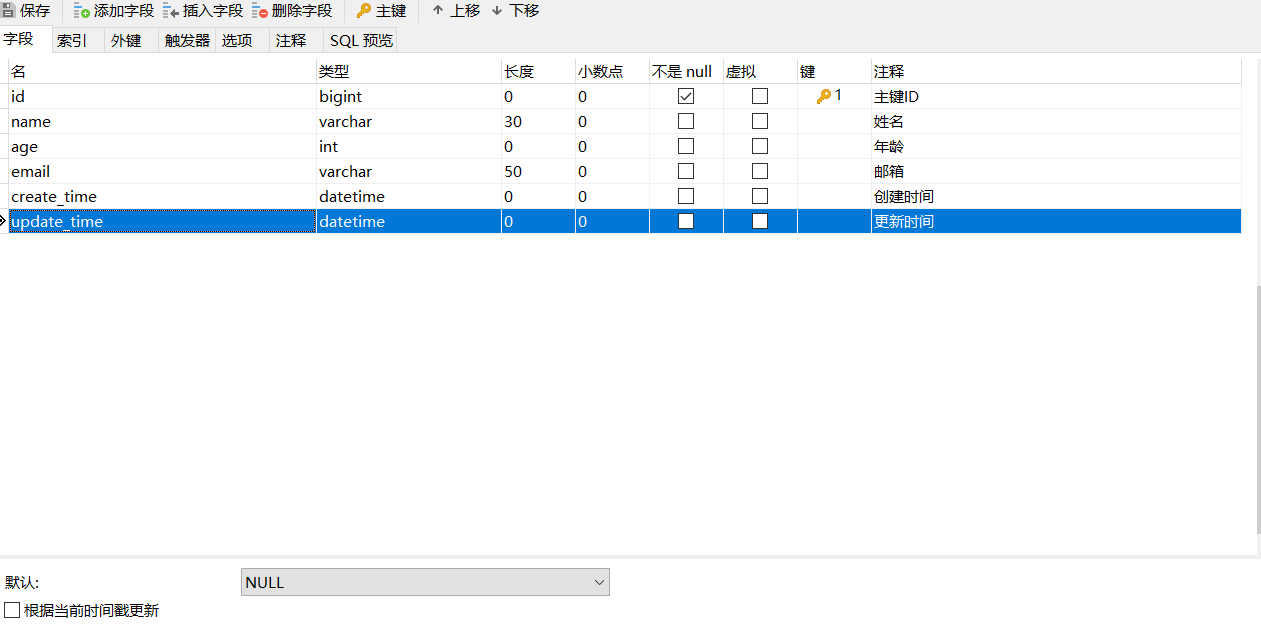 保存 添加字段 插入字段 删除字段 主键 上移 下移
字段 索引 外键 触发器 选项 注释 SQL 预览
名 类型 长度 小数点 不是 null 虚拟 键 注释
id bigint 0 0 1 主键ID
name varchar 30 0 姓名
age int 0 0 年龄
email varchar 50 0 邮箱
create_time datetime 0 0 创建时间
update_time datetime 0 0 更新时间
默认: NULL
根据当前时间戳更新